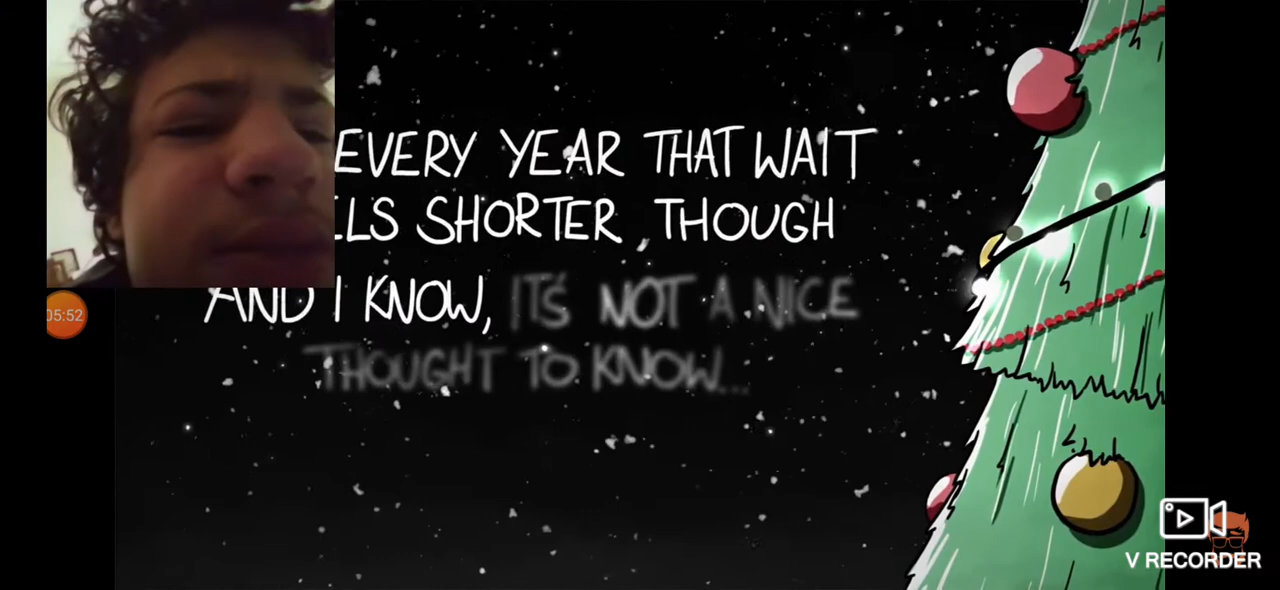 EVERY YEAR THAT WAIT
LS SHORTER THOUGH
AND I KNOW, IT'S NOT A NICE
THOUGHT TO KNOW...
05:52
V RECORDER